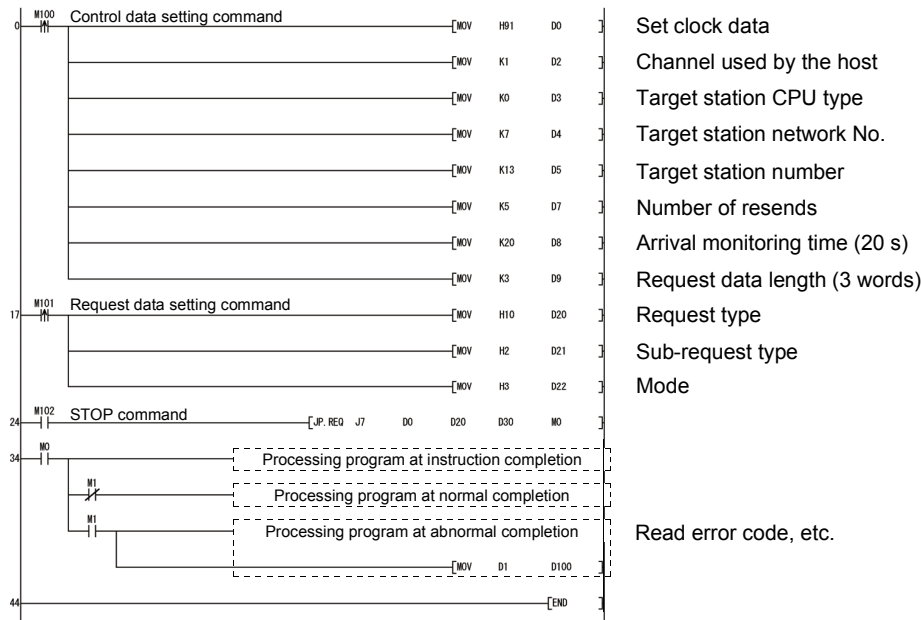 M100 Control data setting command
0 [MOV H91 D0 ] Set clock data
[MOV K1 D2 ] Channel used by the host
[MOV K0 D3 ] Target station CPU type
[MOV K7 D4 ] Target station network No.
[MOV K13 D5 ] Target station number
[MOV K5 D7 ] Number of resends
[MOV K20 D8 ] Arrival monitoring time (20 s)
[MOV K3 D9 ] Request data length (3 words)
M101 Request data setting command
17 [MOV H10 D20 ] Request type
[MOV H2 D21 ] Sub-request type
[MOV H3 D22 ] Mode
M102 STOP command
24 [JP.REQ J7 D0 D20 D30 M0 ]
M0
34 Processing program at instruction completion
M1
Processing program at normal completion
M1
Processing program at abnormal completion Read error code, etc.
[MOV D1 D100 ]
44 [END ]